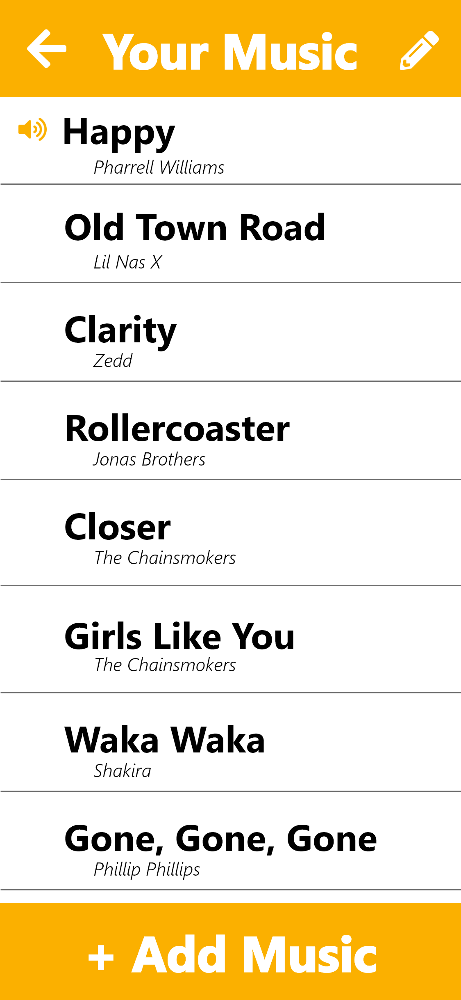 Your Music
Happy
Pharrell Williams
Old Town Road
Lil Nas X
Clarity
Zedd
Rollercoaster
Jonas Brothers
Closer
The Chainsmokers
Girls Like You
The Chainsmokers
Waka Waka
Shakira
Gone, Gone, Gone
Phillip Phillips
+ Add Music